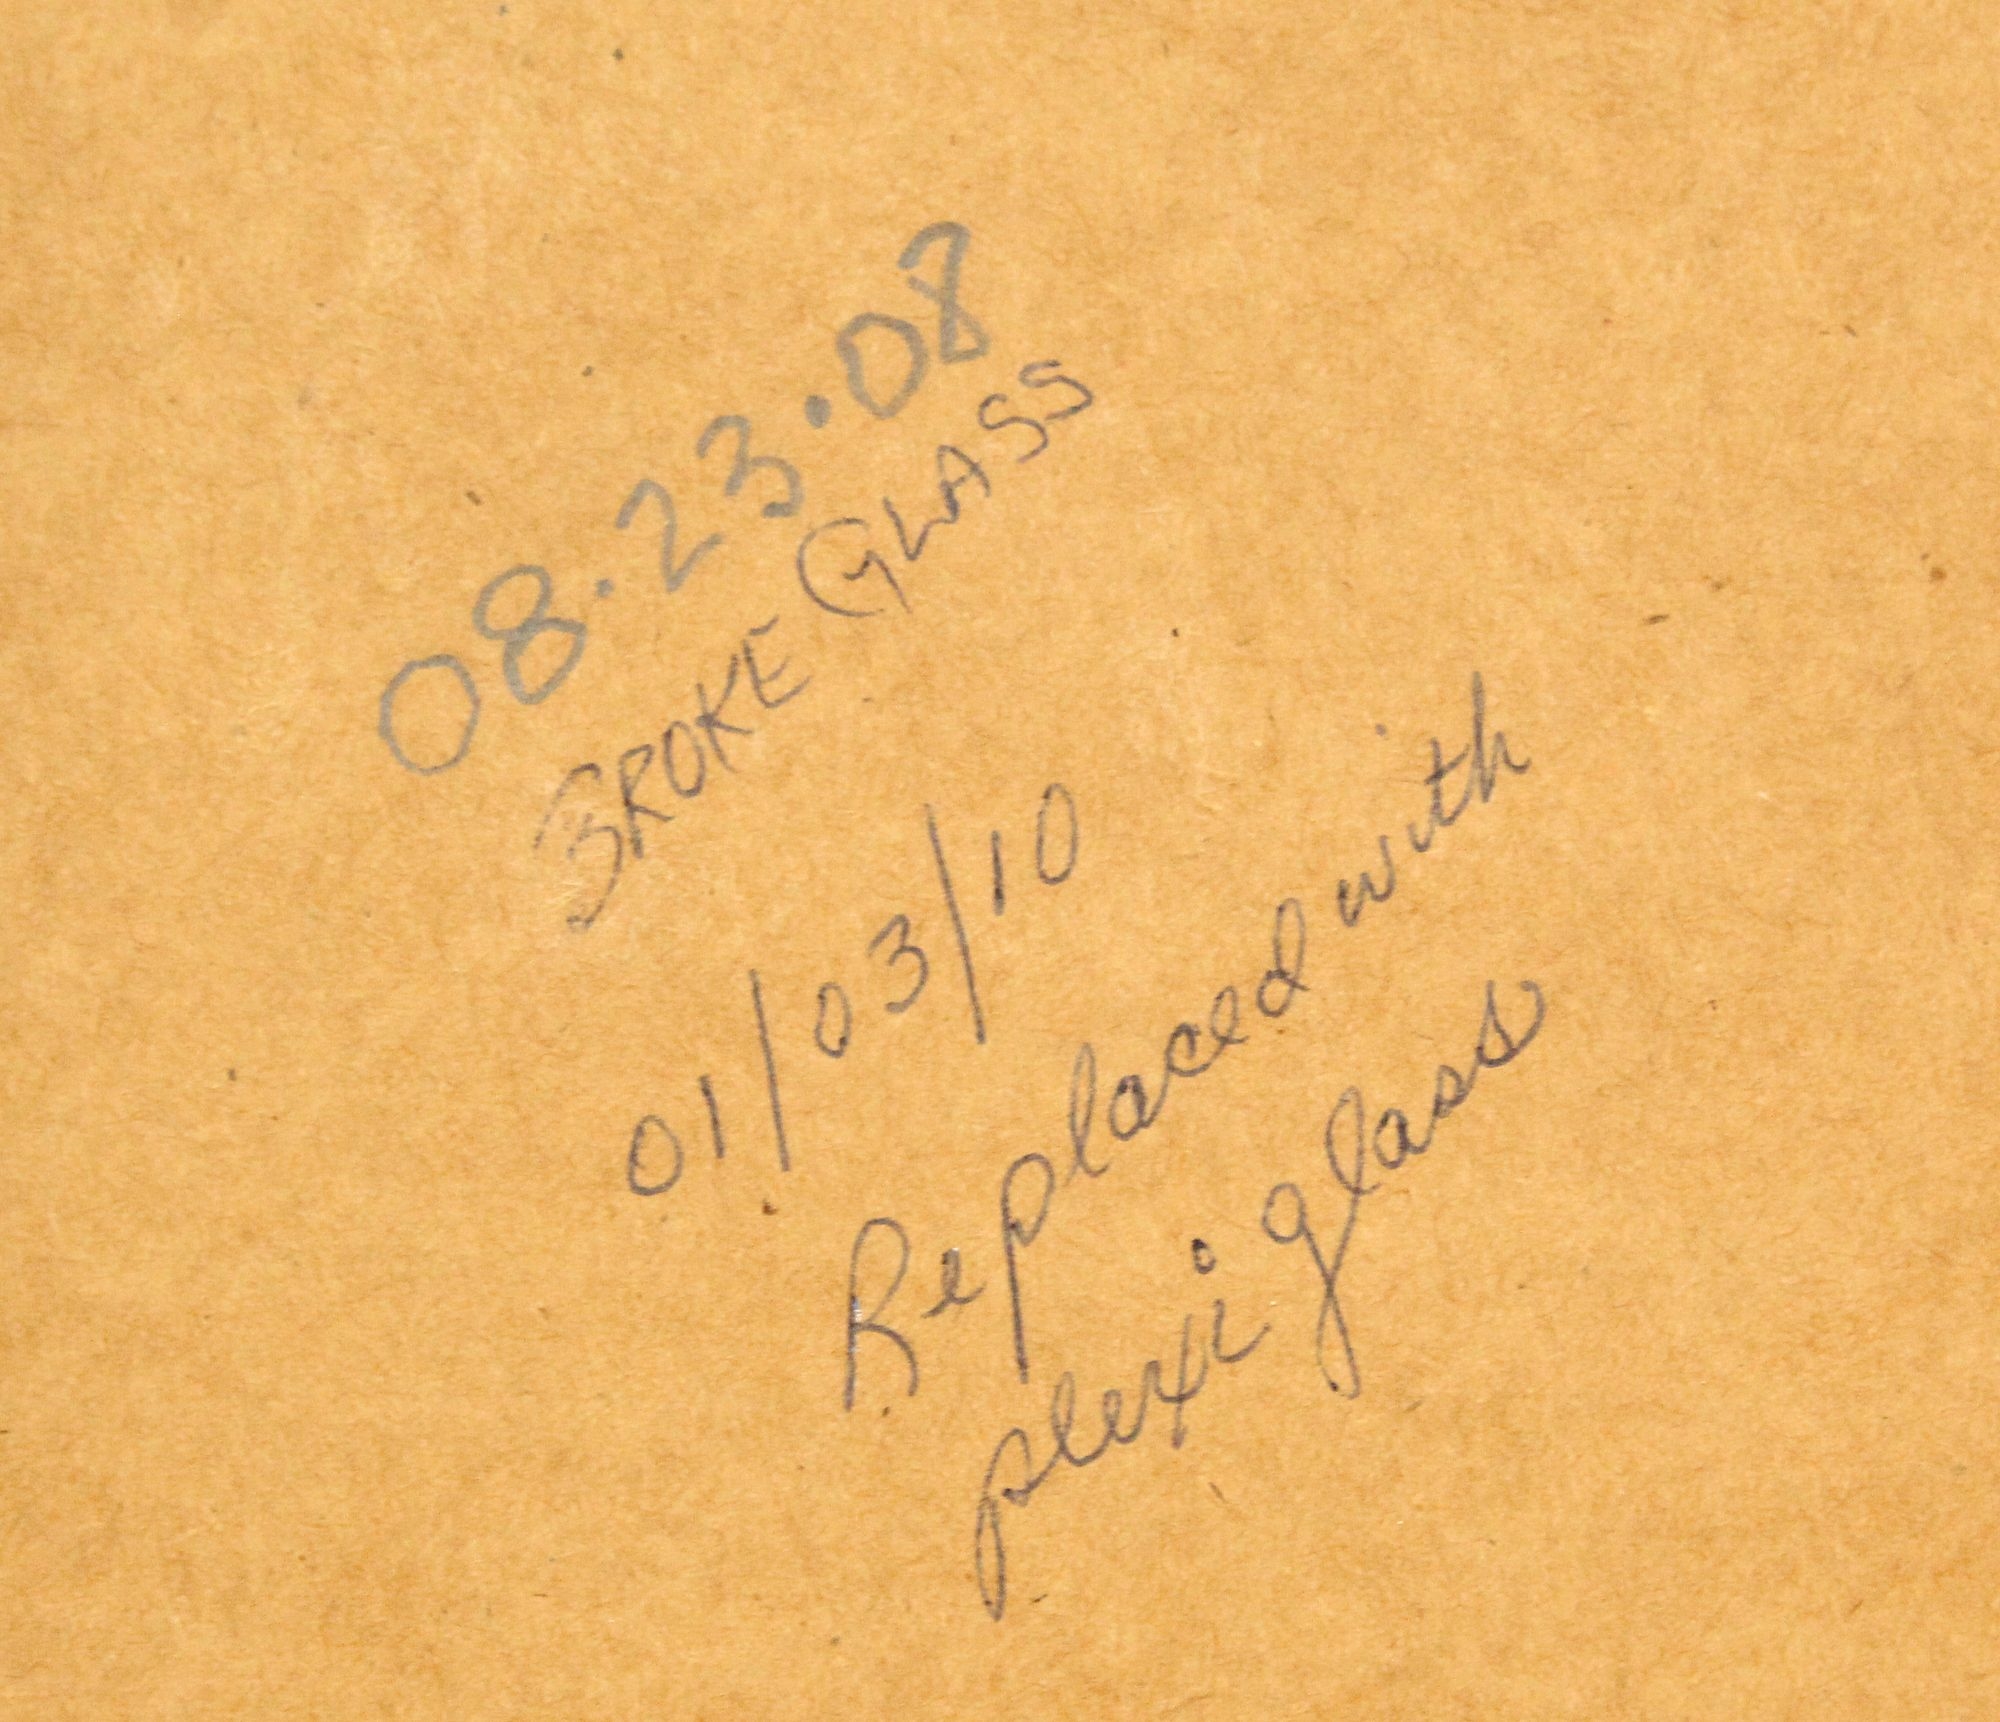 08.23.08
BROKE GLASS
01/03/10
Replaced with
plexi glass